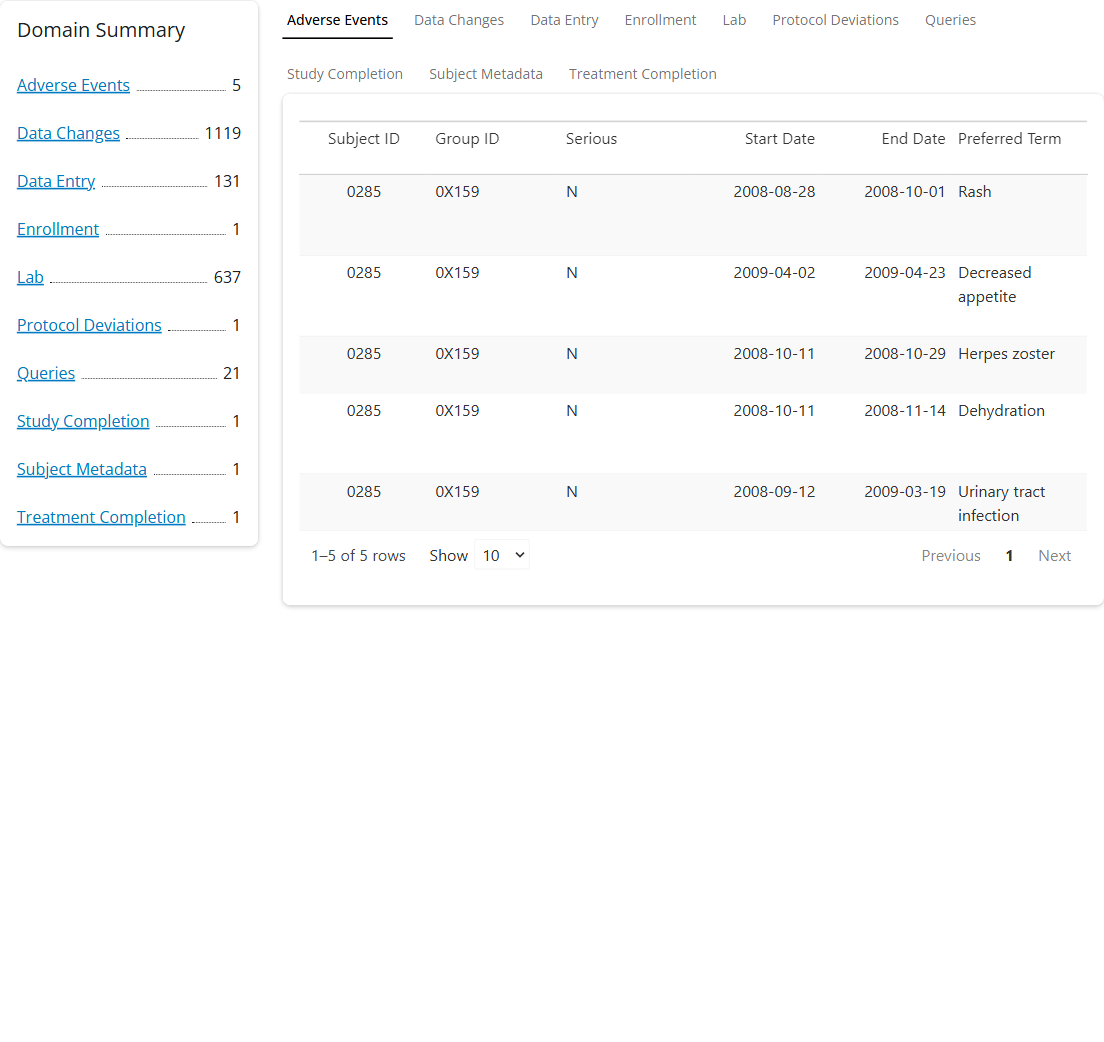 Domain Summary
Adverse Events 5
Data Changes 1119
Data Entry 131
Enrollment 1
Lab 637
Protocol Deviations 1
Queries 21
Study Completion 1
Subject Metadata 1
Treatment Completion 1
Adverse Events Data Changes Data Entry Enrollment Lab Protocol Deviations Queries
Study Completion Subject Metadata Treatment Completion
Subject ID Group ID Serious Start Date End Date Preferred Term
0285 0X159 N 2008-08-28 2008-10-01 Rash
0285 0X159 N 2009-04-02 2009-04-23 Decreased
appetite
0285 0X159 N 2008-10-11 2008-10-29 Herpes zoster
0285 0X159 N 2008-10-11 2008-11-14 Dehydration
0285 0X159 N 2008-09-12 2009-03-19 Urinary tract
infection
1–5 of 5 rows Show 10 Previous 1 Next